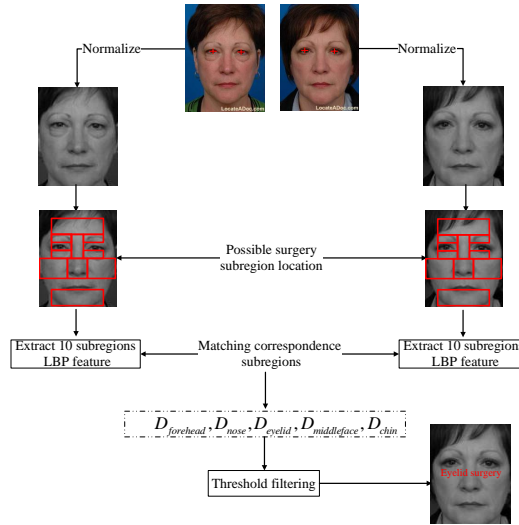 Normalize
Normalize
LocateADoc.com
LocateADoc.com
Possible surgery
subregion location
Extract 10 subregions
LBP feature
Matching correspondence
subregions
Extract 10 subregions
LBP feature
D_forehead, D_nose, D_eyelid, D_middleface, D_chin
Threshold filtering
Eyelid surgery